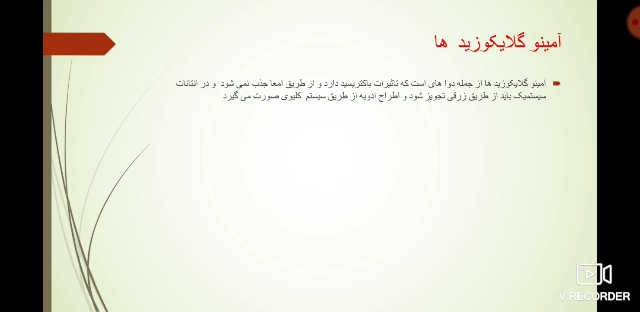 آمینو گلایکوزید ها
آمینو گلایکوزید ها از جمله دوا های است که تاثیرات باکتریسید دارد و از طریق امعا جذب نمی شود و در انتانات
سیستمیک باید از طریق زرقی تجویز شود و اطراح ادویه از طریق سیستم کلیوی صورت می گیرد.
V.RECORDER